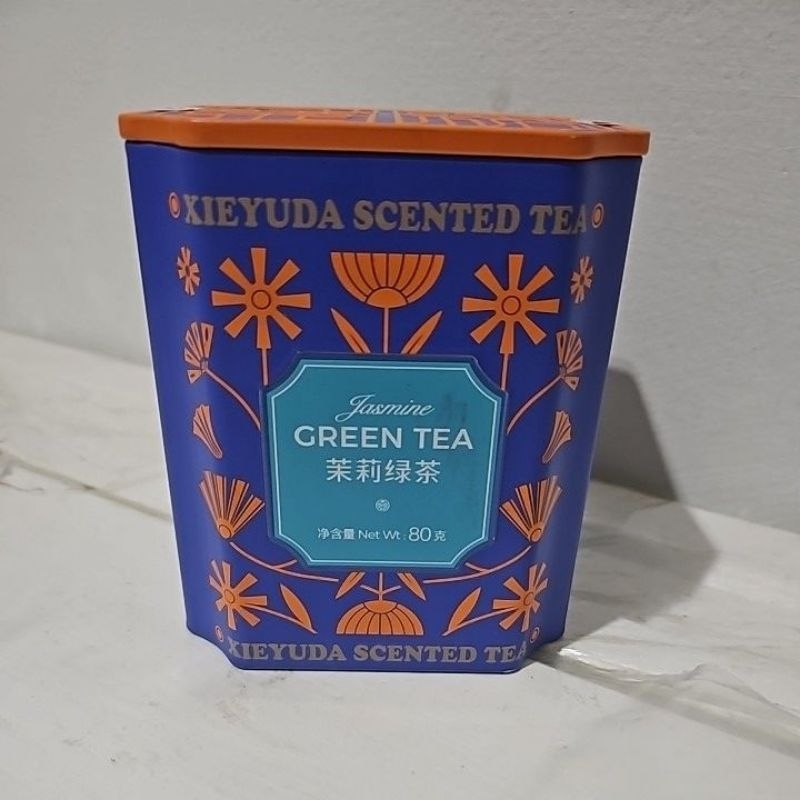 XIEYUDA SCENTED TEA
Jasmine
GREEN TEA
茉莉绿茶
净含量 Net Wt.: 80克
XIEYUDA SCENTED TEA